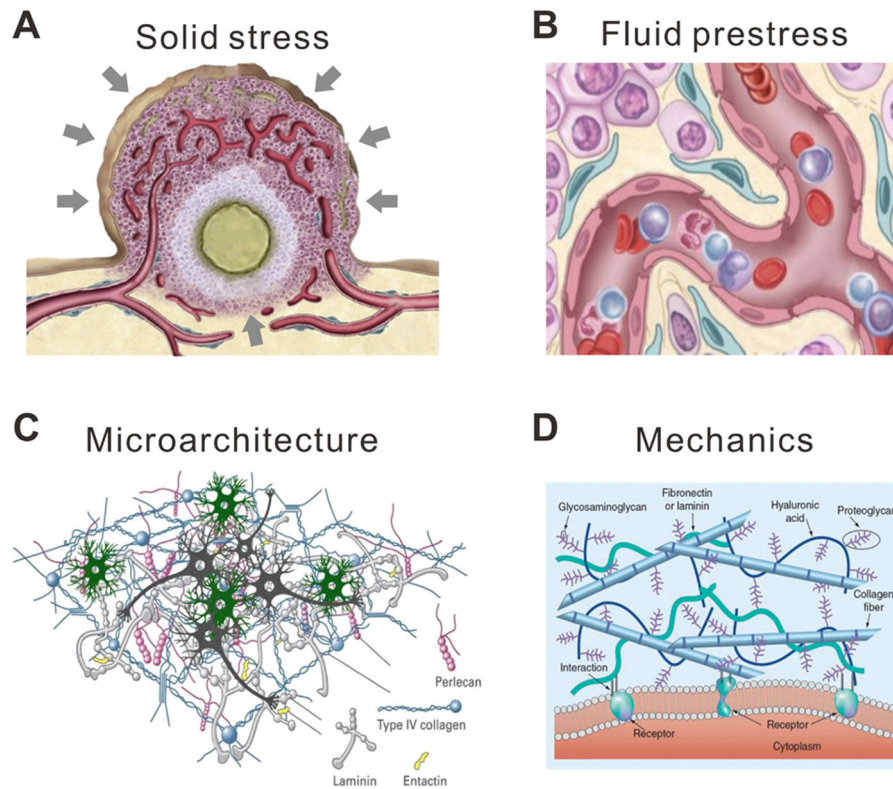 A
Solid stress
B
Fluid prestress
C
Microarchitecture
Perlecan
Type IV collagen
Laminin
Entactin
D
Mechanics
Glycosaminoglycan
Fibronectin
or laminin
Hyaluronic
acid
Proteoglycan
Collagen
fiber
Interaction
Receptor
Receptor
Cytoplasm